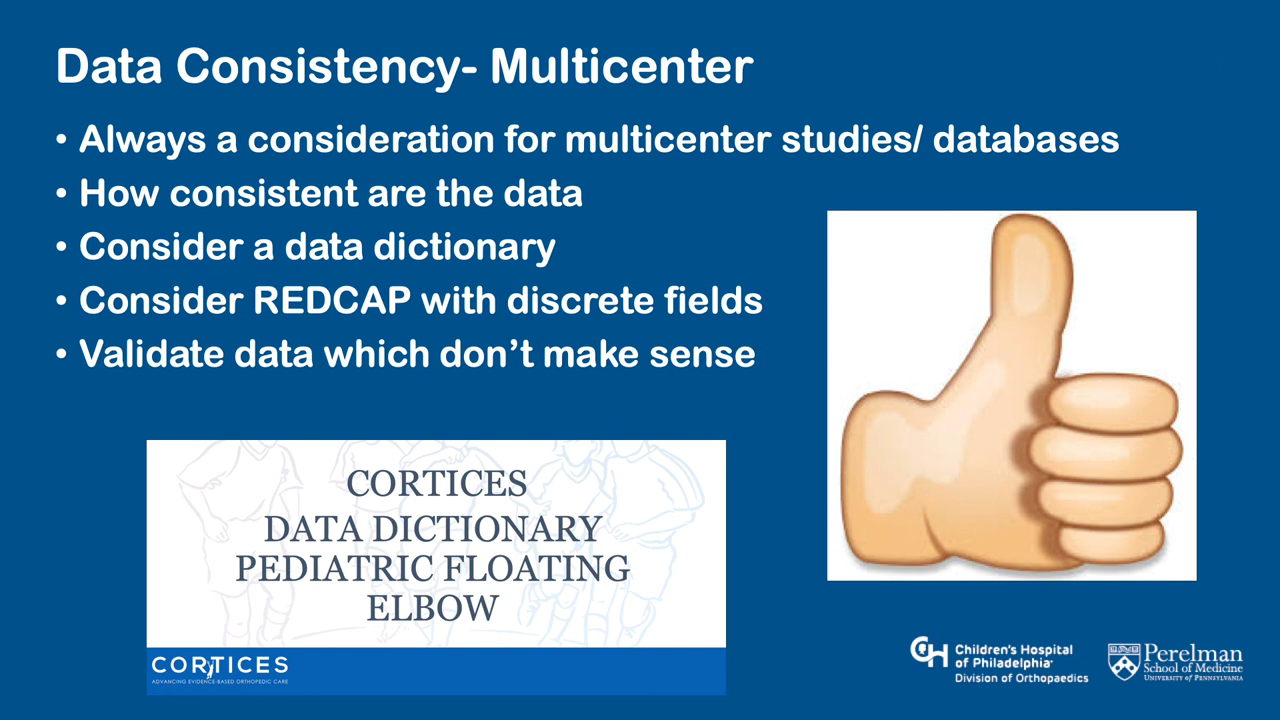 Data Consistency- Multicenter
• Always a consideration for multicenter studies/ databases
• How consistent are the data
• Consider a data dictionary
• Consider REDCAP with discrete fields
• Validate data which don’t make sense
CORTICES
DATA DICTIONARY
PEDIATRIC FLOATING
ELBOW
CORTICES
ADVANCING EVIDENCE-BASED ORTHOPEDIC CARE
CH
Children's Hospital
of Philadelphia
Division of Orthopaedics
Perelman
School of Medicine
University of Pennsylvania